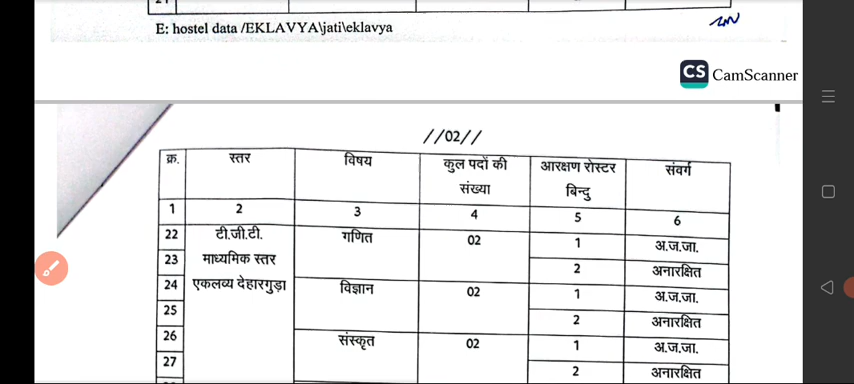 E: hostel data /EKLAVYA\jati\eklavya
CS CamScanner
//02//
क्र. स्तर विषय कुल पदों की संख्या आरक्षण रोस्टर बिन्दु संवर्ग
1 2 3 4 5 6
22 टी.जी.टी. गणित 02 1 अ.ज.जा.
23 माध्यमिक स्तर 2 अनारक्षित
24 एकलव्य देहारगुड़ा विज्ञान 02 1 अ.ज.जा.
25 2 अनारक्षित
26 संस्कृत 02 1 अ.ज.जा.
27 2 अनारक्षित